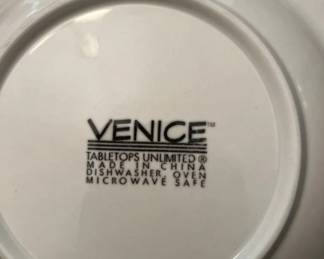 VENICE™
TABLETOPS UNLIMITED®
MADE IN CHINA
DISHWASHER, OVEN
MICROWAVE SAFE